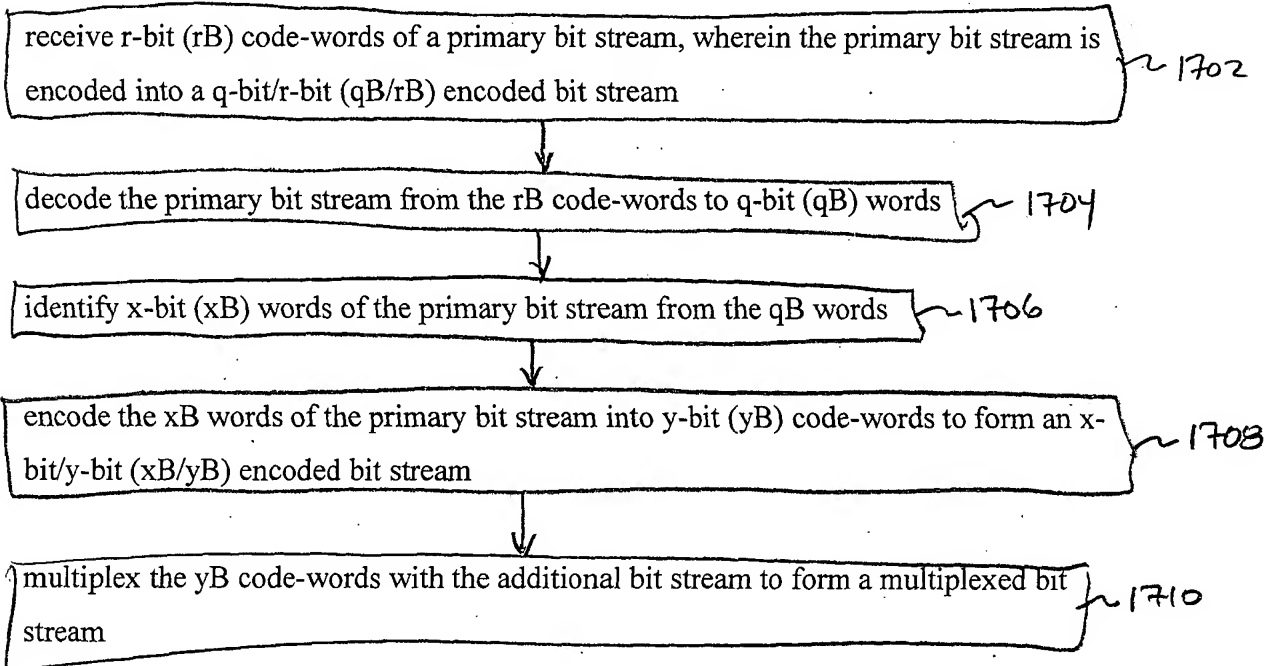 receive r-bit (rB) code-words of a primary bit stream, wherein the primary bit stream is
encoded into a q-bit/r-bit (qB/rB) encoded bit stream
1702
decode the primary bit stream from the rB code-words to q-bit (qB) words
1704
identify x-bit (xB) words of the primary bit stream from the qB words
1706
encode the xB words of the primary bit stream into y-bit (yB) code-words to form an x-
bit/y-bit (xB/yB) encoded bit stream
1708
multiplex the yB code-words with the additional bit stream to form a multiplexed bit
stream
1710